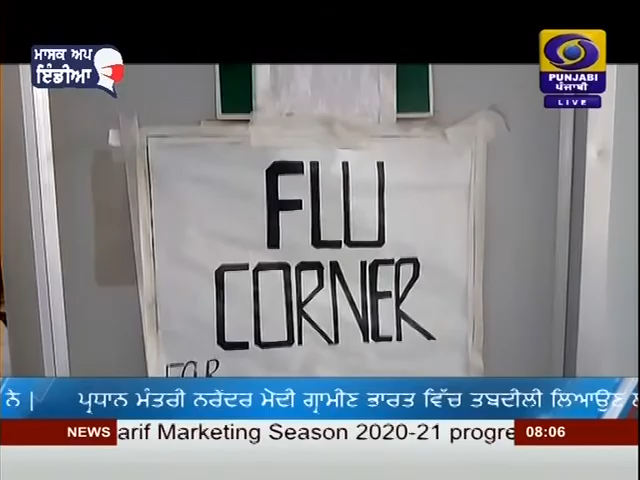 ਮਾਸਕ ਅਪ
ਇੰਡੀਆ
PUNJABI
ਪੰਜਾਬੀ
LIVE
FLU
CORNER
FOR
ਨੇ | ਪ੍ਰਧਾਨ ਮੰਤਰੀ ਨਰੇਂਦਰ ਮੋਦੀ ਗ੍ਰਾਮੀਣ ਭਾਰਤ ਵਿੱਚ ਤਬਦੀਲੀ ਲਿਆਉਣ
NEWS arif Marketing Season 2020-21 progre 08:06